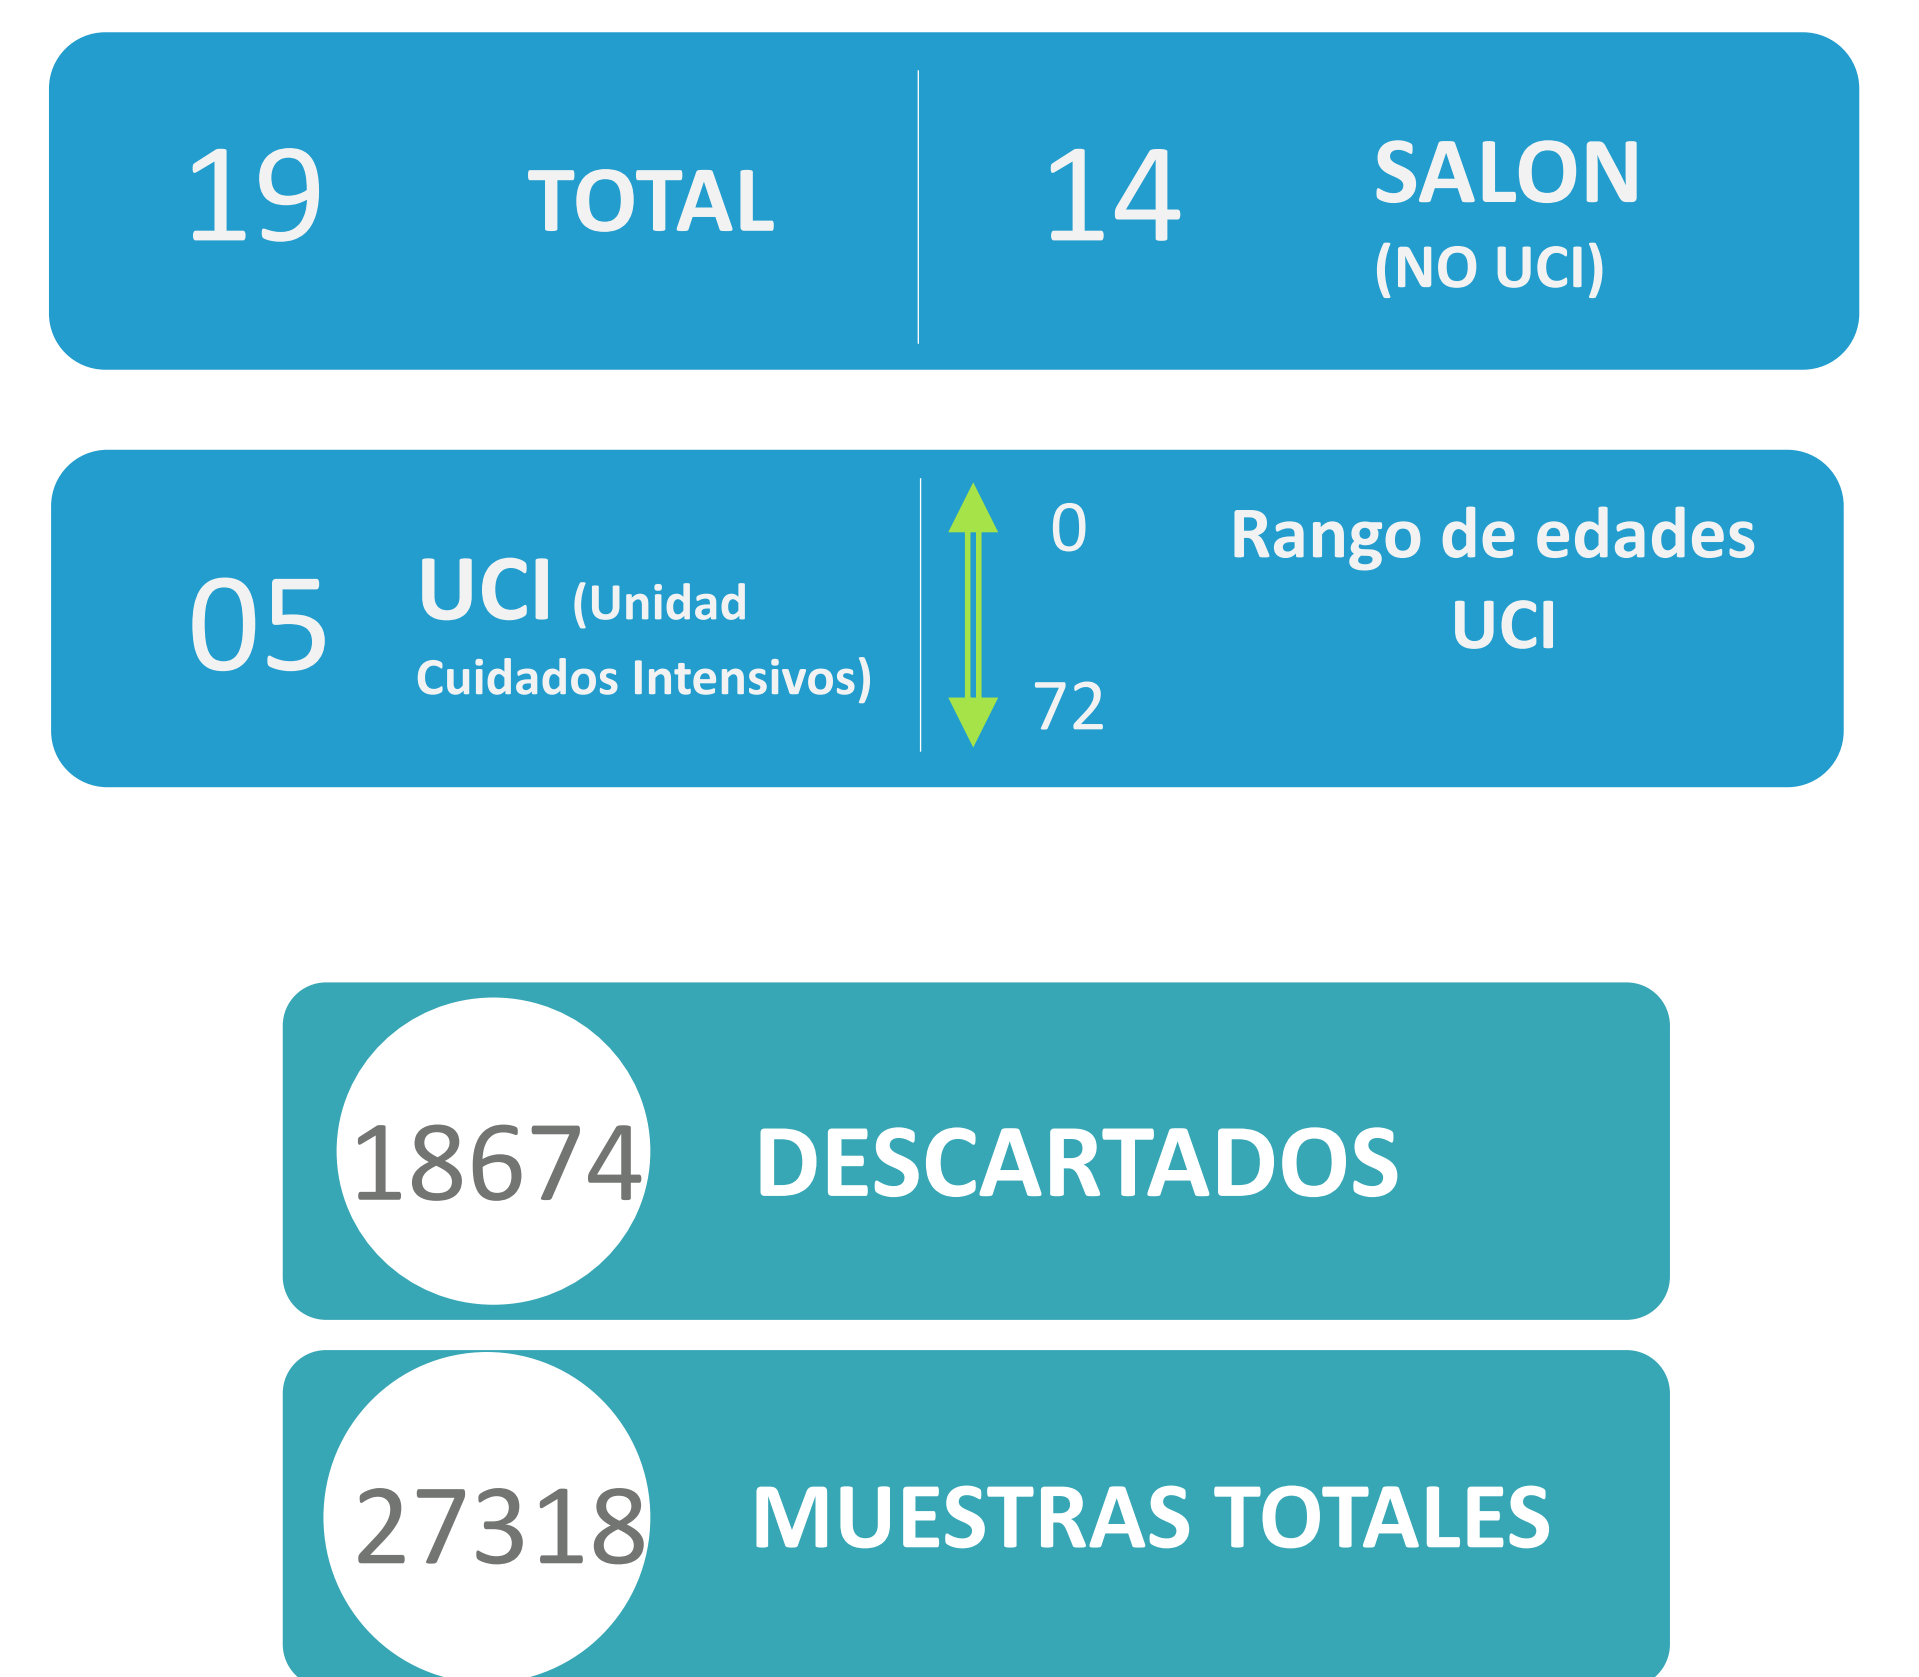 19 TOTAL
14 SALON
(NO UCI)
05 UCI (Unidad
Cuidados Intensivos)
0
72
Rango de edades
UCI
18674 DESCARTADOS
27318 MUESTRAS TOTALES